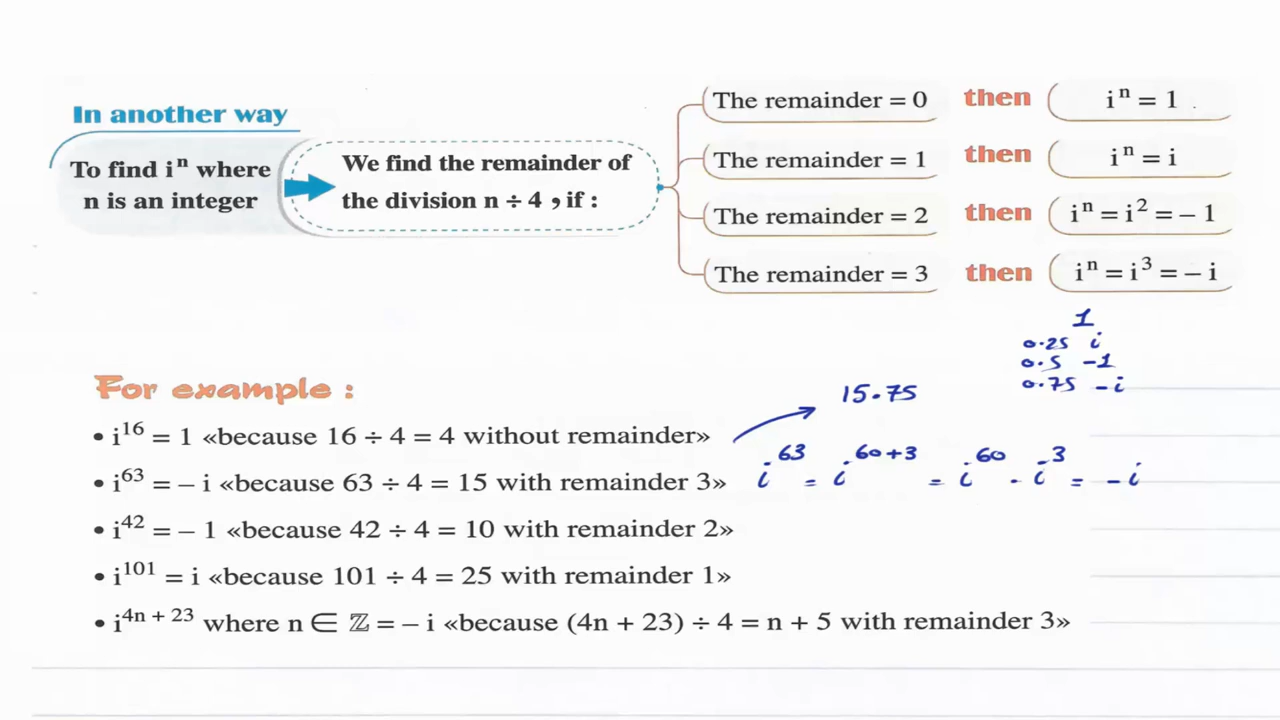 In another way
To find iⁿ where
n is an integer
We find the remainder of
the division n ÷ 4 , if :
The remainder = 0 then iⁿ = 1
The remainder = 1 then iⁿ = i
The remainder = 2 then iⁿ = i² = – 1
The remainder = 3 then iⁿ = i³ = – i
1
0.25 i
0.5 -1
0.75 -i
For example :
15.75
• i¹⁶ = 1 «because 16 ÷ 4 = 4 without remainder»
• i⁶³ = – i «because 63 ÷ 4 = 15 with remainder 3»
i⁶³ = i⁶⁰⁺³ = i⁶⁰ . i³ = -i
• i⁴² = – 1 «because 42 ÷ 4 = 10 with remainder 2»
• i¹⁰¹ = i «because 101 ÷ 4 = 25 with remainder 1»
• i⁴ⁿ ⁺ ²³ where n ∈ ℤ = – i «because (4n + 23) ÷ 4 = n + 5 with remainder 3»